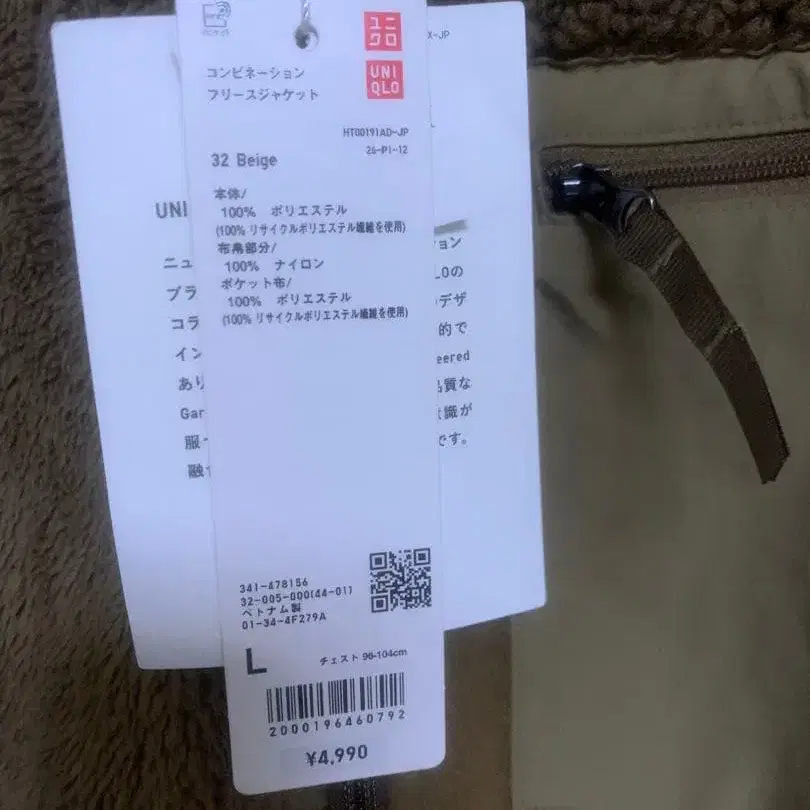 ユニ
クロ
UNI
QLO
X-JP
コンビネーション
フリースジャケット
HT00191AD-JP
26-PI-12
32 Beige
本体/
100% ポリエステル
(100% リサイクルポリエステル繊維を使用)
布帛部分/
100% ナイロン
ポケット布/
100% ポリエステル
(100% リサイクルポリエステル繊維を使用)
UNI
ニュ
ブラ
コラ
イン
あり
Gar
服
融
ョン
LOの
デザ
的で
eered
品質な
識が
です。
341-478156
32-005-000(44-01)
ベトナム製
01-34-4F279A
L チェスト 96-104cm
2000196460792
¥4,990